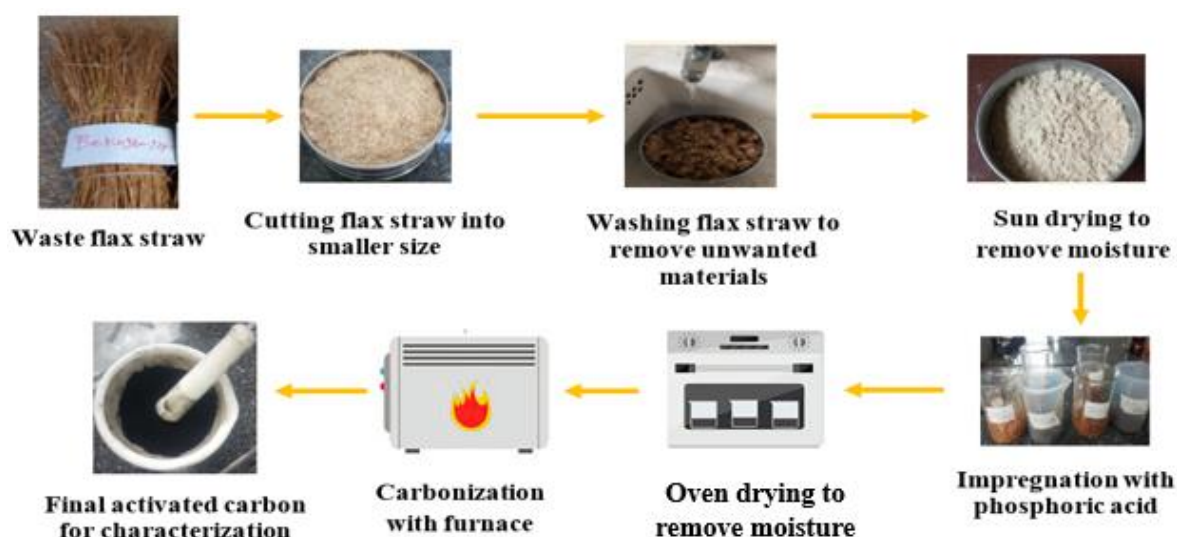 Waste flax straw
Cutting flax straw into
smaller size
Washing flax straw to
remove unwanted
materials
Sun drying to
remove moisture
Impregnation with
phosphoric acid
Oven drying to
remove moisture
Carbonization
with furnace
Final activated carbon
for characterization